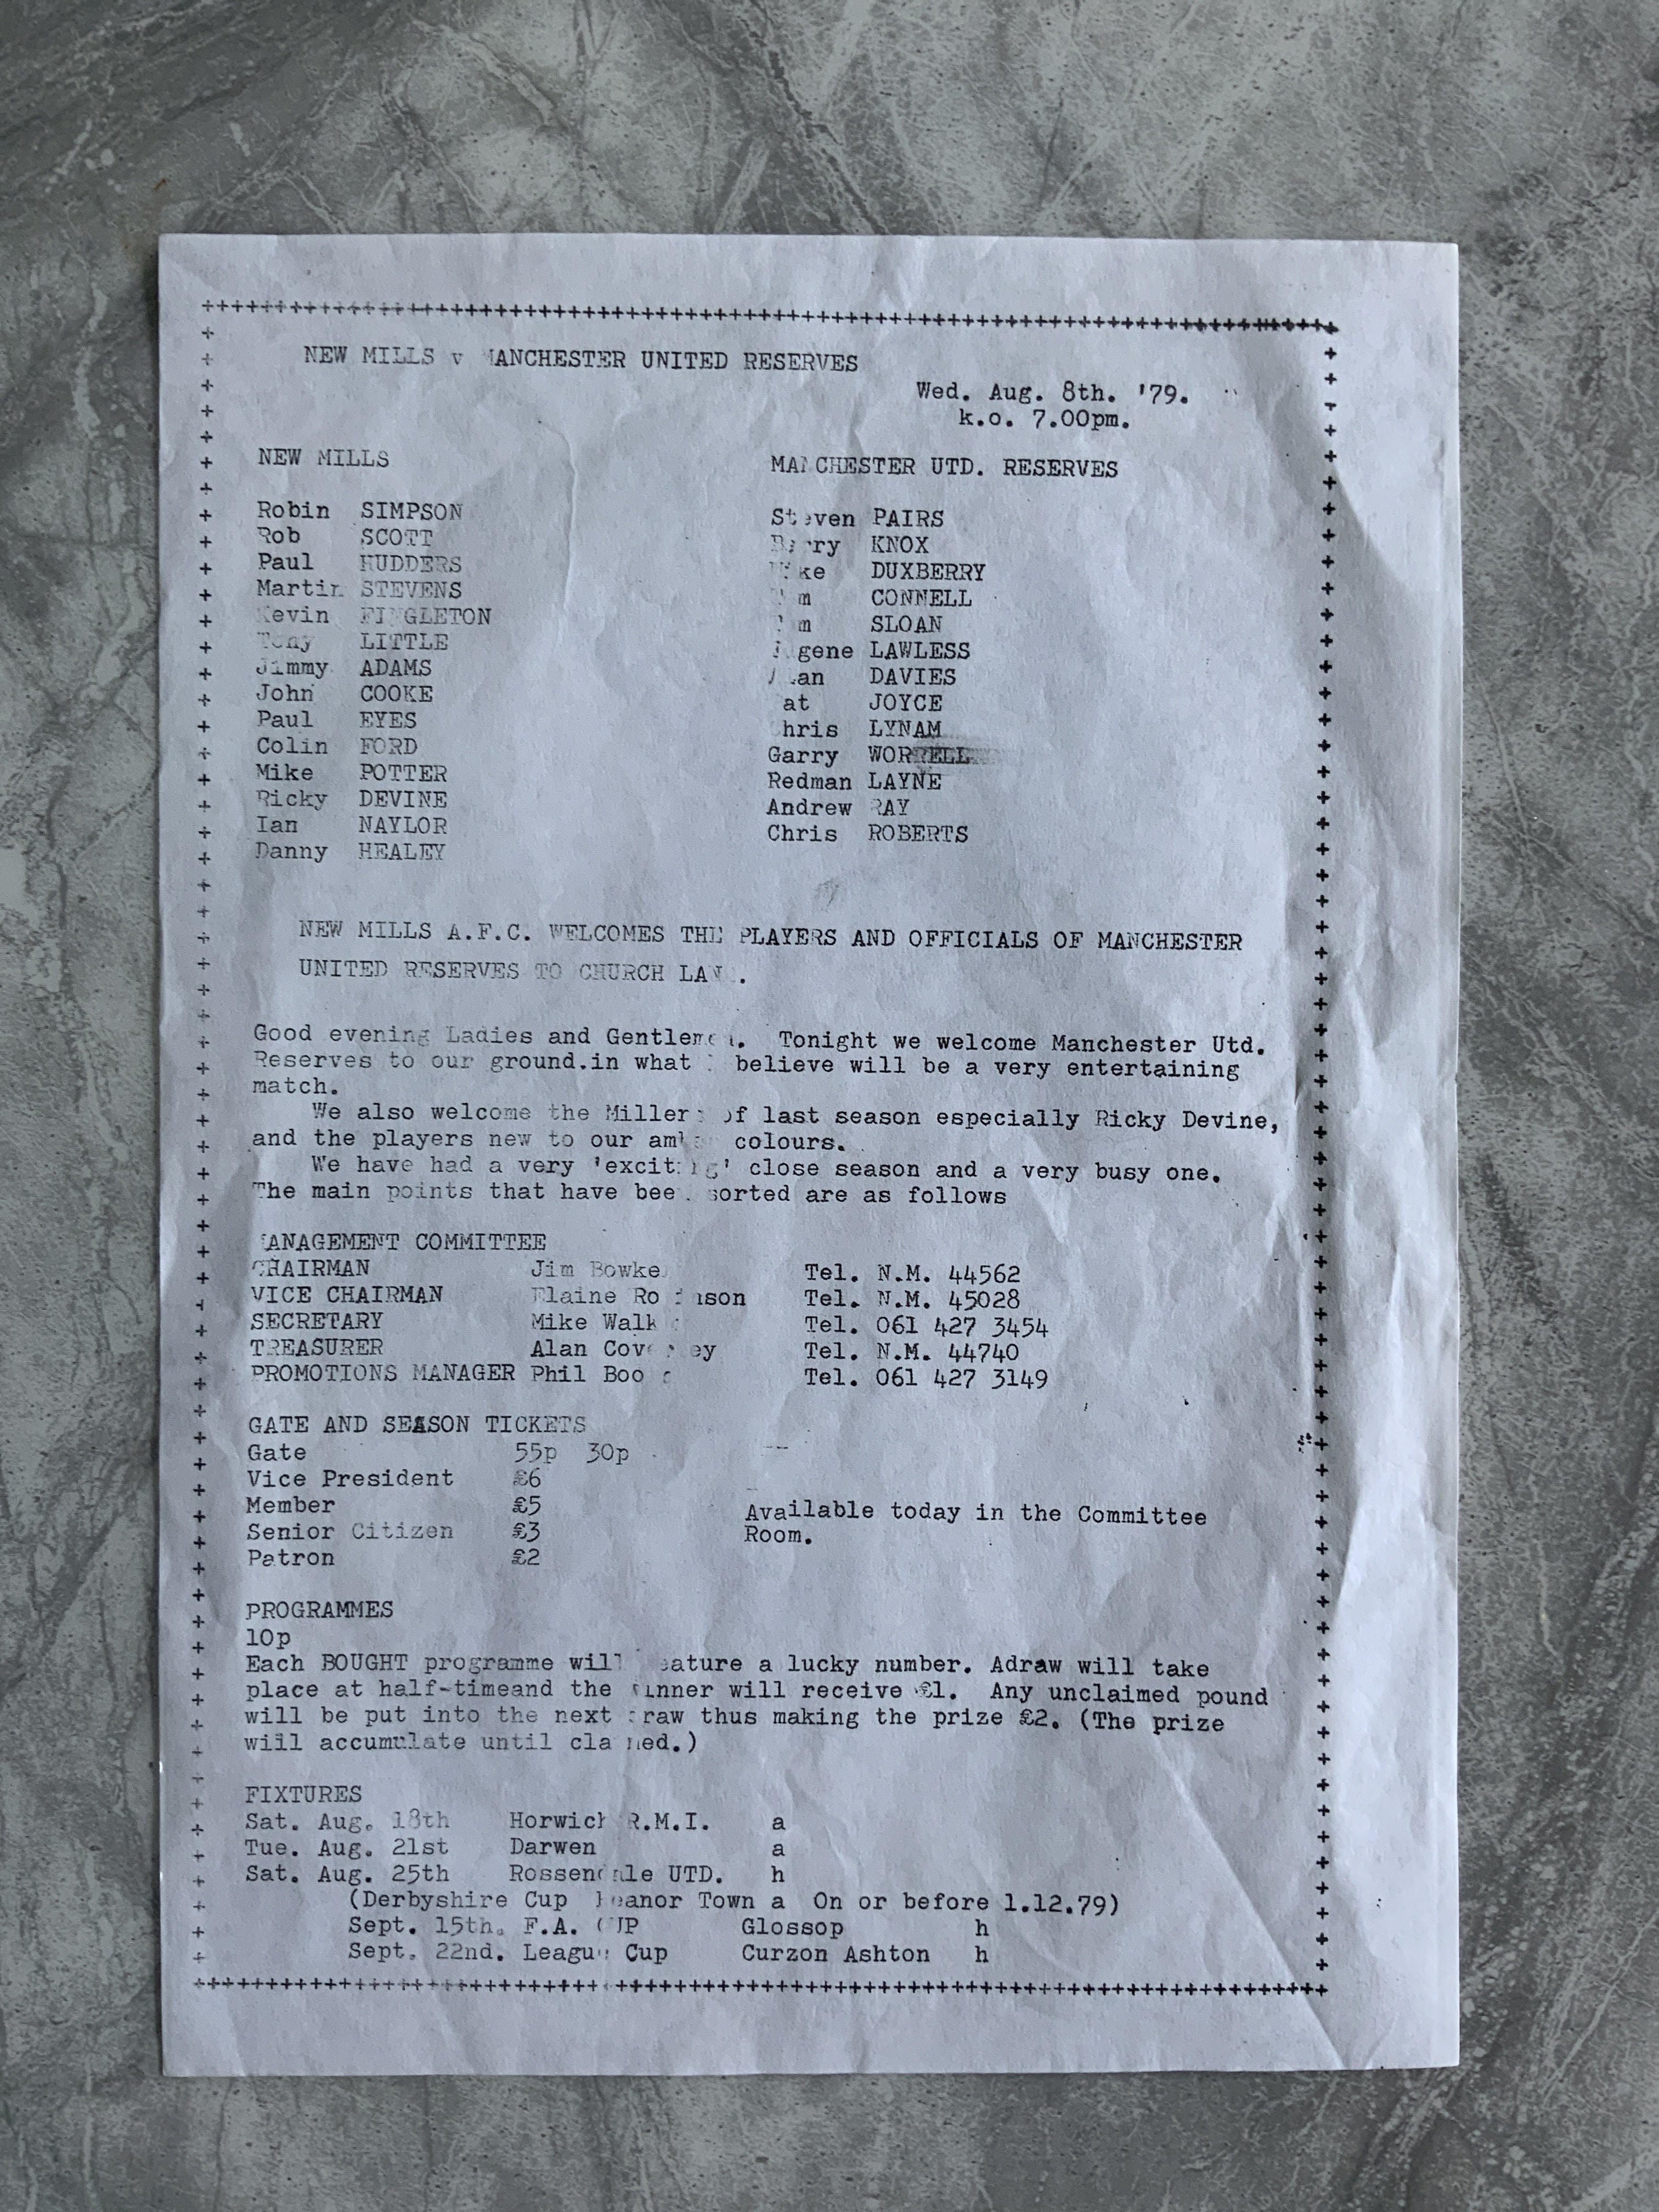 NEW MILLS v MANCHESTER UNITED RESERVES
Wed. Aug. 8th. '79.
k.o. 7.00pm.
NEW MILLS
MANCHESTER UTD. RESERVES
Robin SIMPSON
Rob SCOTT
Paul HUDDERS
Martin STEVENS
Kevin FINGLETON
Tony LITTLE
Jimmy ADAMS
John COOKE
Paul EYES
Colin FORD
Mike POTTER
Ricky DEVINE
Ian NAYLOR
Danny HEALEY
Steven PAIRS
Barry KNOX
Mike DUXBERRY
CONNELL
SLOAN
LAWLESS
Alan DAVIES
Pat JOYCE
Chris LYNAM
Garry WORRELL
Redman LAYNE
Andrew RAY
Chris ROBERTS
NEW MILLS A.F.C. WELCOMES THE PLAYERS AND OFFICIALS OF MANCHESTER
UNITED RESERVES TO CHURCH LANE.
Good evening Ladies and Gentlemen. Tonight we welcome Manchester Utd.
Reserves to our ground.in what I believe will be a very entertaining
match.
We also welcome the Millers of last season especially Ricky Devine,
and the players new to our amber colours.
We have had a very 'exciting' close season and a very busy one.
The main points that have been sorted are as follows
MANAGEMENT COMMITTEE
CHAIRMAN Jim Tel. N.M. 44562
VICE CHAIRMAN Elaine Robinson Tel. N.M. 45028
SECRETARY Mike Tel. 061 427 3454
TREASURER Alan Tel. N.M. 44740
PROMOTIONS MANAGER Phil Tel. 061 427 3149
GATE AND SEASON TICKETS
Gate 55p 30p
Vice President £6
Member £5
Senior Citizen £3
Patron £2
Available today in the Committee
Room.
PROGRAMMES
10p
Each BOUGHT programme will feature a lucky number. Adraw will take
place at half-timeand the winner will receive £1. Any unclaimed pound
will be put into the next draw thus making the prize £2. (The prize
will accumulate until claimed.)
FIXTURES
Sat. Aug. 18th Horwich R.M.I. a
Tue. Aug. 21st Darwen a
Sat. Aug. 25th Rossendale UTD. h
(Derbyshire Cup Heanor Town a On or before 1.12.79)
Sept. 15th. F.A. CUP Glossop h
Sept. 22nd. League Cup Curzon Ashton h